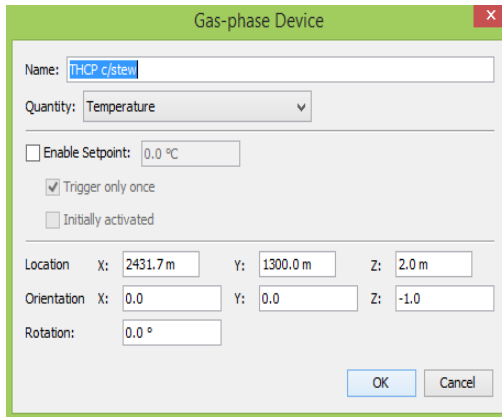 Gas-phase Device
x
Name: THCP c/stew
Quantity: Temperature
Enable Setpoint: 0.0 °C
Trigger only once
Initially activated
Location X: 2431.7 m Y: 1300.0 m Z: 2.0 m
Orientation X: 0.0 Y: 0.0 Z: -1.0
Rotation: 0.0 °
OK Cancel